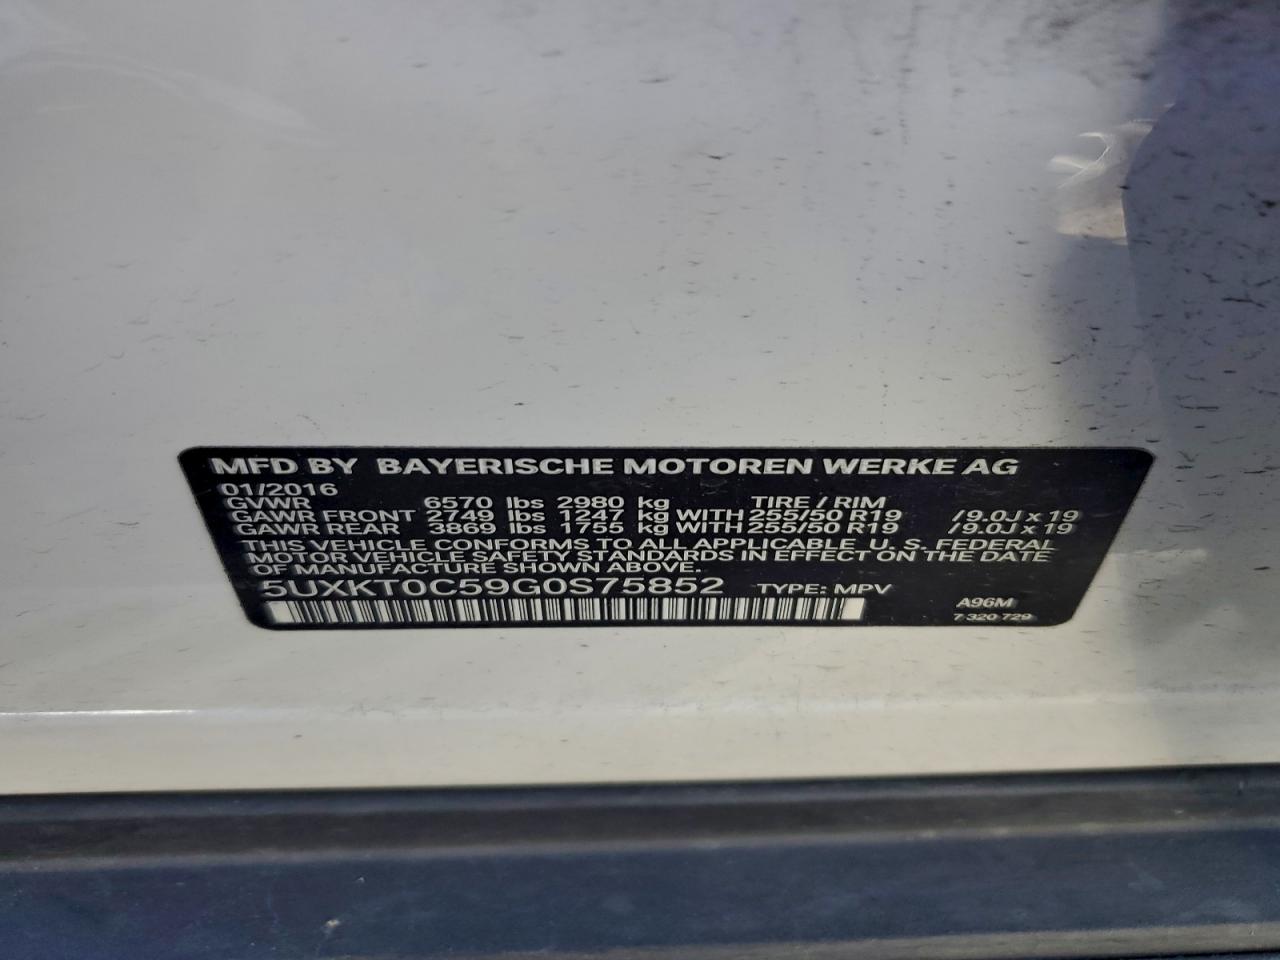 MFD BY BAYERISCHE MOTOREN WERKE AG
01/2016
GVWR 6570 lbs 2980 kg TIRE / RIM
GAWR FRONT 2749 lbs 1247 kg WITH 255/50 R19 /9.0J x 19
GAWR REAR 3869 lbs 1755 kg WITH 255/50 R19 /9.0J x 19
THIS VEHICLE CONFORMS TO ALL APPLICABLE U.S. FEDERAL
MOTOR VEHICLE SAFETY STANDARDS IN EFFECT ON THE DATE
OF MANUFACTURE SHOWN ABOVE.
5UXKT0C59G0S75852 TYPE: MPV
A96M
7 320 729